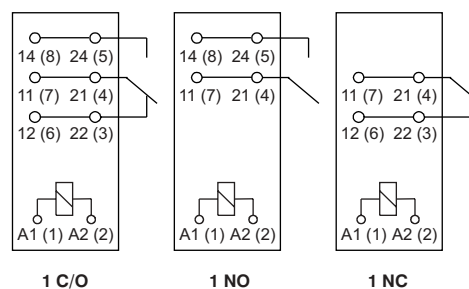 14 (8) 24 (5)
11 (7) 21 (4)
12 (6) 22 (3)
A1 (1) A2 (2)
1 C/O
14 (8) 24 (5)
11 (7) 21 (4)
A1 (1) A2 (2)
1 NO
11 (7) 21 (4)
12 (6) 22 (3)
A1 (1) A2 (2)
1 NC